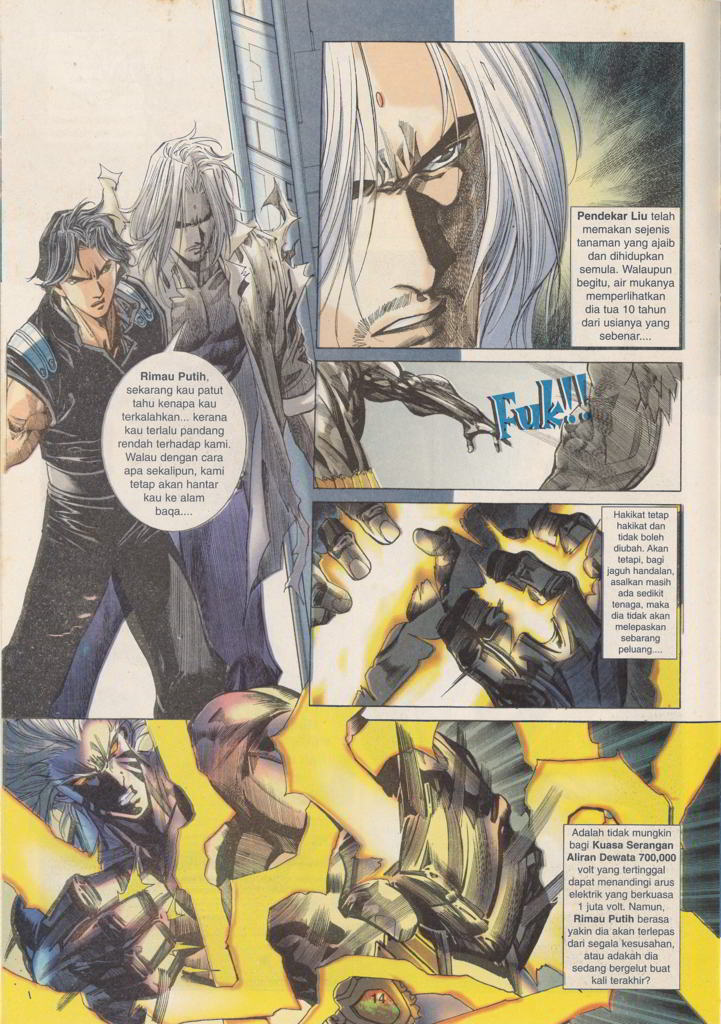 Pendekar Liu telah
memakan sejenis
tanaman yang ajaib
dan dihidupkan
semula. Walaupun
begitu, air mukanya
memperlihatkan
dia tua 10 tahun
dari usianya yang
sebenar....
Rimau Putih,
sekarang kau patut
tahu kenapa kau
terkalahkan... kerana
kau terlalu pandang
rendah terhadap kami.
Walau dengan cara
apa sekalipun, kami
tetap akan hantar
kau ke alam
baqa....
Fuk!!!
Hakikat tetap
hakikat dan
tidak boleh
diubah. Akan
tetapi, bagi
jaguh handalan,
asalkan masih
ada sedikit
tenaga, maka
dia tidak akan
melepaskan
sebarang
peluang....
Adalah tidak mungkin
bagi Kuasa Serangan
Aliran Dewata 700,000
volt yang tertinggal
dapat menandingi arus
elektrik yang berkuasa
1 juta volt. Namun,
Rimau Putih berasa
yakin dia akan terlepas
dari segala kesusahan,
atau adakah dia
sedang bergelut buat
kali terakhir?
14